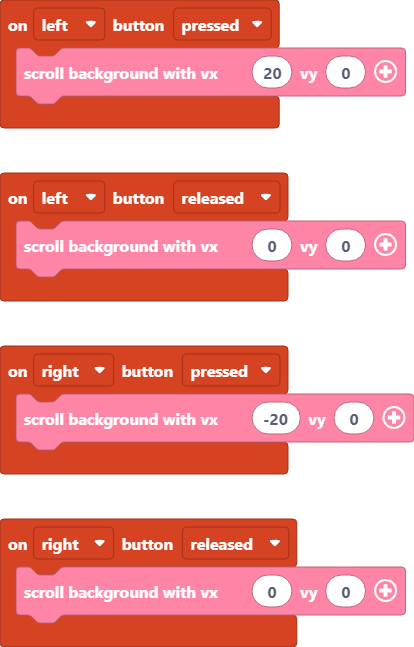 on left button pressed
scroll background with vx 20 vy 0
on left button released
scroll background with vx 0 vy 0
on right button pressed
scroll background with vx -20 vy 0
on right button released
scroll background with vx 0 vy 0